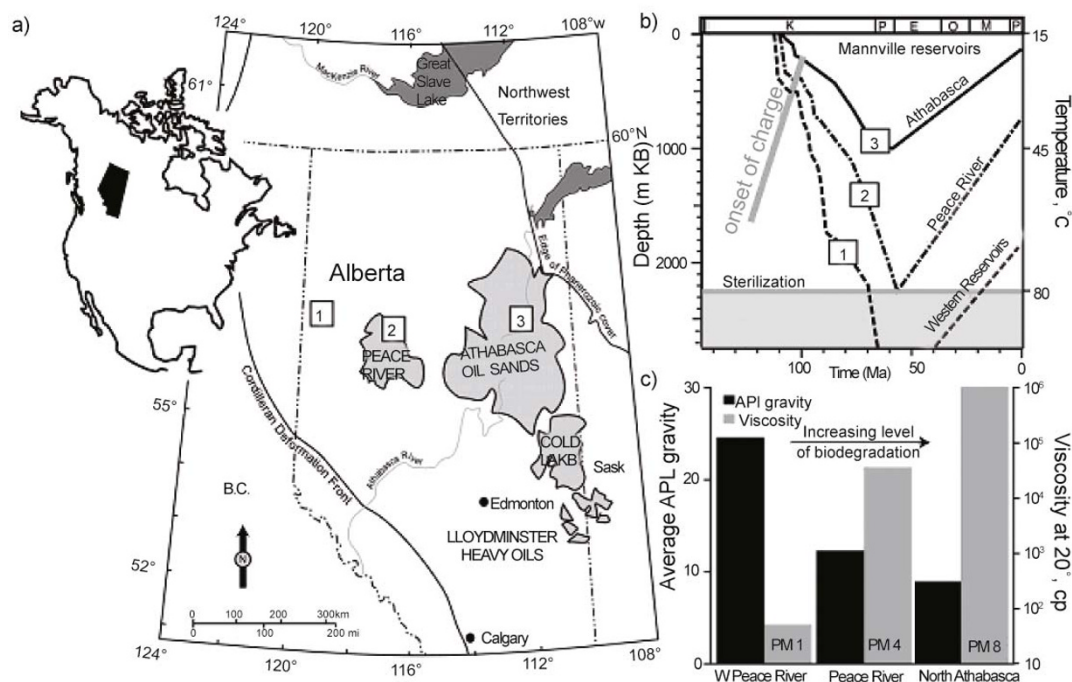 a)
124°
120°
116°
112°
108°w
61°
MacKenzie River
Great
Slave
Lake
Northwest
Territories
60°N
Edge of Phanerozoic cover
Alberta
1
2
3
PEACE
RIVER
ATHABASCA
OIL SANDS
55°
Cordilleran Deformation Front
Athabasca River
COLD
LAKB
Sask
B.C.
Edmonton
LLOYDMINSTER
HEAVY OILS
N
52°
0 110 100 300km
0 200 mi
Calgary
124°
120°
116°
112°
108°
b)
K P E O M P
0
1000
2000
Depth (m KB)
15
45
80
Temperature, °C
Mannville reservoirs
onset of charge
Athabasca
Peace River
Western Reservoirs
3
2
1
Sterilization
100 50 0
Time (Ma)
c)
30
20
10
0
Average APL gravity
API gravity
Viscosity
Increasing level
of biodegradation
10⁶
10⁵
10⁴
10³
10²
10
Viscosity at 20°, cp
PM 1
PM 4
PM 8
W Peace River Peace River North Athabasca